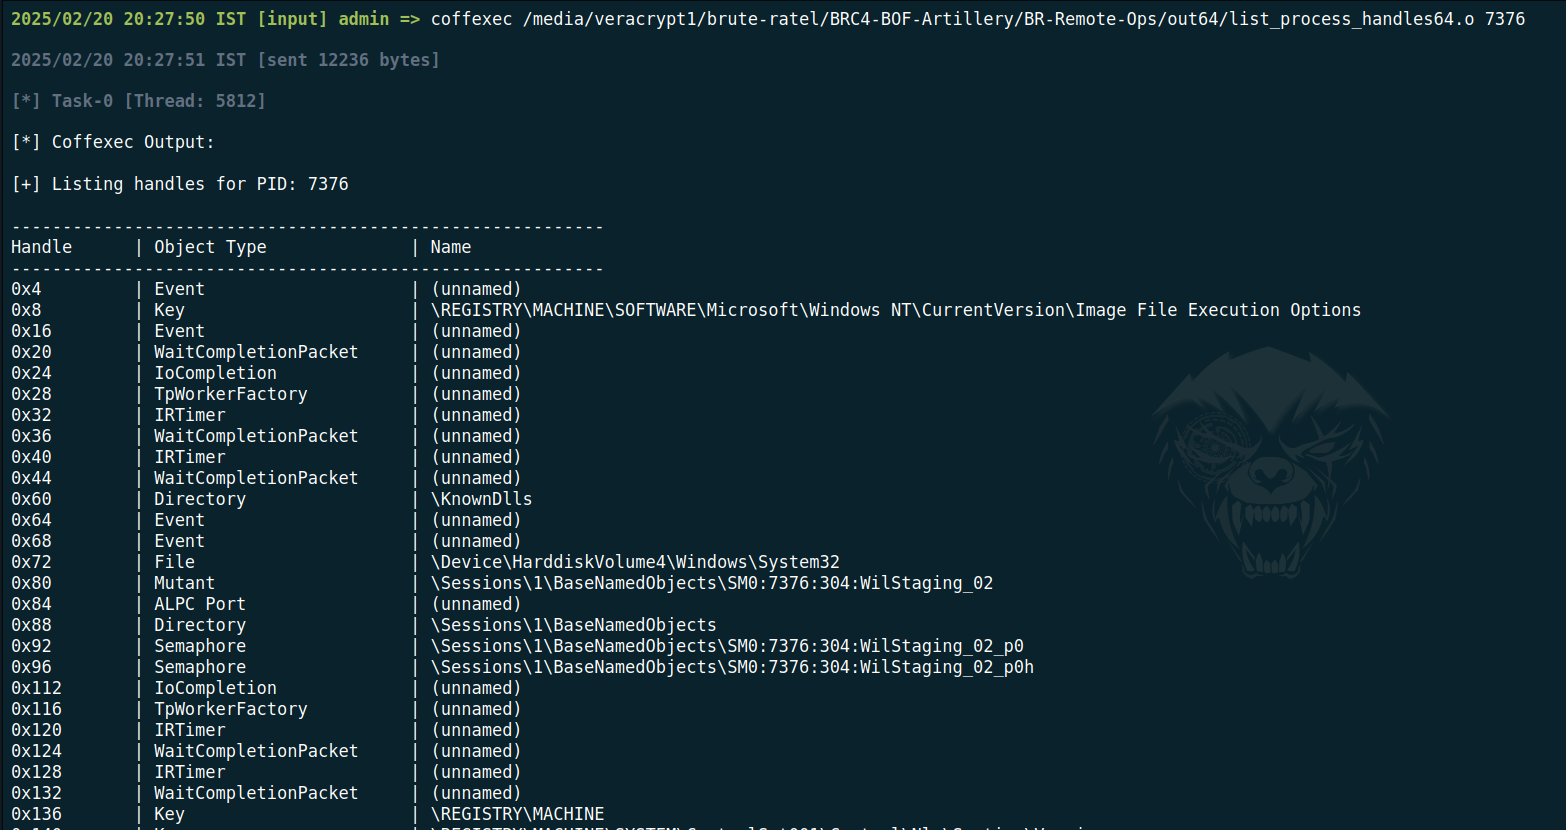 2025/02/20 20:27:50 IST [input] admin => coffexec /media/veracrypt1/brute-ratel/BRC4-BOF-Artillery/BR-Remote-Ops/out64/list_process_handles64.o 7376
2025/02/20 20:27:51 IST [sent 12236 bytes]
[*] Task-0 [Thread: 5812]
[*] Coffexec Output:
[+] Listing handles for PID: 7376
----------------------------------------------------------
Handle | Object Type | Name
----------------------------------------------------------
0x4 | Event | (unnamed)
0x8 | Key | \REGISTRY\MACHINE\SOFTWARE\Microsoft\Windows NT\CurrentVersion\Image File Execution Options
0x16 | Event | (unnamed)
0x20 | WaitCompletionPacket | (unnamed)
0x24 | IoCompletion | (unnamed)
0x28 | TpWorkerFactory | (unnamed)
0x32 | IRTimer | (unnamed)
0x36 | WaitCompletionPacket | (unnamed)
0x40 | IRTimer | (unnamed)
0x44 | WaitCompletionPacket | (unnamed)
0x60 | Directory | \KnownDlls
0x64 | Event | (unnamed)
0x68 | Event | (unnamed)
0x72 | File | \Device\HarddiskVolume4\Windows\System32
0x80 | Mutant | \Sessions\1\BaseNamedObjects\SM0:7376:304:WilStaging_02
0x84 | ALPC Port | (unnamed)
0x88 | Directory | \Sessions\1\BaseNamedObjects
0x92 | Semaphore | \Sessions\1\BaseNamedObjects\SM0:7376:304:WilStaging_02_p0
0x96 | Semaphore | \Sessions\1\BaseNamedObjects\SM0:7376:304:WilStaging_02_p0h
0x112 | IoCompletion | (unnamed)
0x116 | TpWorkerFactory | (unnamed)
0x120 | IRTimer | (unnamed)
0x124 | WaitCompletionPacket | (unnamed)
0x128 | IRTimer | (unnamed)
0x132 | WaitCompletionPacket | (unnamed)
0x136 | Key | \REGISTRY\MACHINE